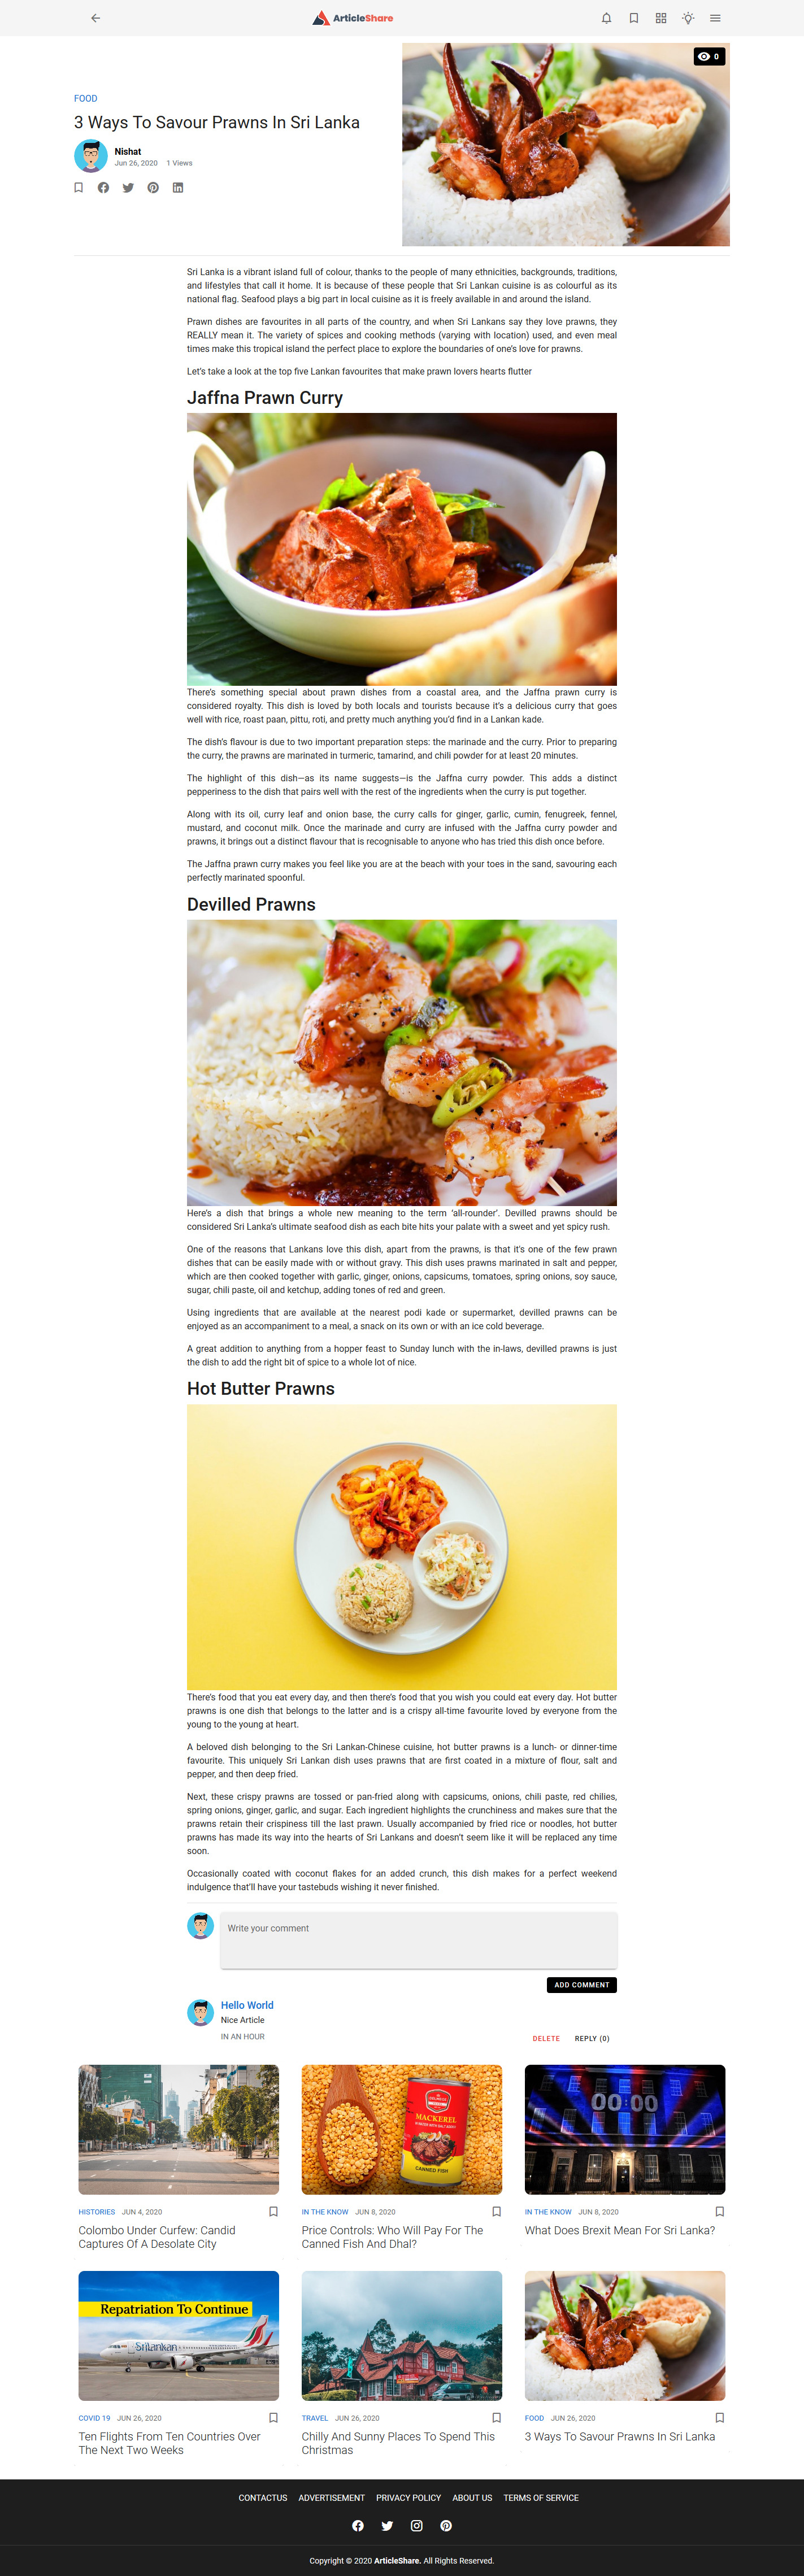 ArticleShare
0
FOOD
3 Ways To Savour Prawns In Sri Lanka
Nishat
Jun 26, 2020 1 Views
Sri Lanka is a vibrant island full of colour, thanks to the people of many ethnicities, backgrounds, traditions,
and lifestyles that call it home. It is because of these people that Sri Lankan cuisine is as colourful as its
national flag. Seafood plays a big part in local cuisine as it is freely available in and around the island.
Prawn dishes are favourites in all parts of the country, and when Sri Lankans say they love prawns, they
REALLY mean it. The variety of spices and cooking methods (varying with location) used, and even meal
times make this tropical island the perfect place to explore the boundaries of one's love for prawns.
Let's take a look at the top five Lankan favourites that make prawn lovers hearts flutter
Jaffna Prawn Curry
There's something special about prawn dishes from a coastal area, and the Jaffna prawn curry is
considered royalty. This dish is loved by both locals and tourists because it's a delicious curry that goes
well with rice, roast paan, pittu, roti, and pretty much anything you'd find in a Lankan kade.
The dish's flavour is due to two important preparation steps: the marinade and the curry. Prior to preparing
the curry, the prawns are marinated in turmeric, tamarind, and chili powder for at least 20 minutes.
The highlight of this dish—as its name suggests—is the Jaffna curry powder. This adds a distinct
pepperiness to the dish that pairs well with the rest of the ingredients when the curry is put together.
Along with its oil, curry leaf and onion base, the curry calls for ginger, garlic, cumin, fenugreek, fennel,
mustard, and coconut milk. Once the marinade and curry are infused with the Jaffna curry powder and
prawns, it brings out a distinct flavour that is recognisable to anyone who has tried this dish once before.
The Jaffna prawn curry makes you feel like you are at the beach with your toes in the sand, savouring each
perfectly marinated spoonful.
Devilled Prawns
Here's a dish that brings a whole new meaning to the term 'all-rounder'. Devilled prawns should be
considered Sri Lanka's ultimate seafood dish as each bite hits your palate with a sweet and yet spicy rush.
One of the reasons that Lankans love this dish, apart from the prawns, is that it's one of the few prawn
dishes that can be easily made with or without gravy. This dish uses prawns marinated in salt and pepper,
which are then cooked together with garlic, ginger, onions, capsicums, tomatoes, spring onions, soy sauce,
sugar, chili paste, oil and ketchup, adding tones of red and green.
Using ingredients that are available at the nearest podi kade or supermarket, devilled prawns can be
enjoyed as an accompaniment to a meal, a snack on its own or with an ice cold beverage.
A great addition to anything from a hopper feast to Sunday lunch with the in-laws, devilled prawns is just
the dish to add the right bit of spice to a whole lot of nice.
Hot Butter Prawns
There's food that you eat every day, and then there's food that you wish you could eat every day. Hot butter
prawns is one dish that belongs to the latter and is a crispy all-time favourite loved by everyone from the
young to the young at heart.
A beloved dish belonging to the Sri Lankan-Chinese cuisine, hot butter prawns is a lunch- or dinner-time
favourite. This uniquely Sri Lankan dish uses prawns that are first coated in a mixture of flour, salt and
pepper, and then deep fried.
Next, these crispy prawns are tossed or pan-fried along with capsicums, onions, chili paste, red chilies,
spring onions, ginger, garlic, and sugar. Each ingredient highlights the crunchiness and makes sure that the
prawns retain their crispiness till the last prawn. Usually accompanied by fried rice or noodles, hot butter
prawns has made its way into the hearts of Sri Lankans and doesn't seem like it will be replaced any time
soon.
Occasionally coated with coconut flakes for an added crunch, this dish makes for a perfect weekend
indulgence that'll have your tastebuds wishing it never finished.
Write your comment
ADD COMMENT
Hello World
Nice Article
IN AN HOUR
DELETE REPLY (0)
MACKEREL
CANNED FISH
00:00
HISTORIES JUN 4, 2020
Colombo Under Curfew: Candid
Captures Of A Desolate City
IN THE KNOW JUN 8, 2020
Price Controls: Who Will Pay For The
Canned Fish And Dhal?
IN THE KNOW JUN 8, 2020
What Does Brexit Mean For Sri Lanka?
Repatriation To Continue
SriLankan
COVID 19 JUN 26, 2020
Ten Flights From Ten Countries Over
The Next Two Weeks
TRAVEL JUN 26, 2020
Chilly And Sunny Places To Spend This
Christmas
FOOD JUN 26, 2020
3 Ways To Savour Prawns In Sri Lanka
CONTACTUS ADVERTISEMENT PRIVACY POLICY ABOUT US TERMS OF SERVICE
Copyright © 2020 ArticleShare. All Rights Reserved.